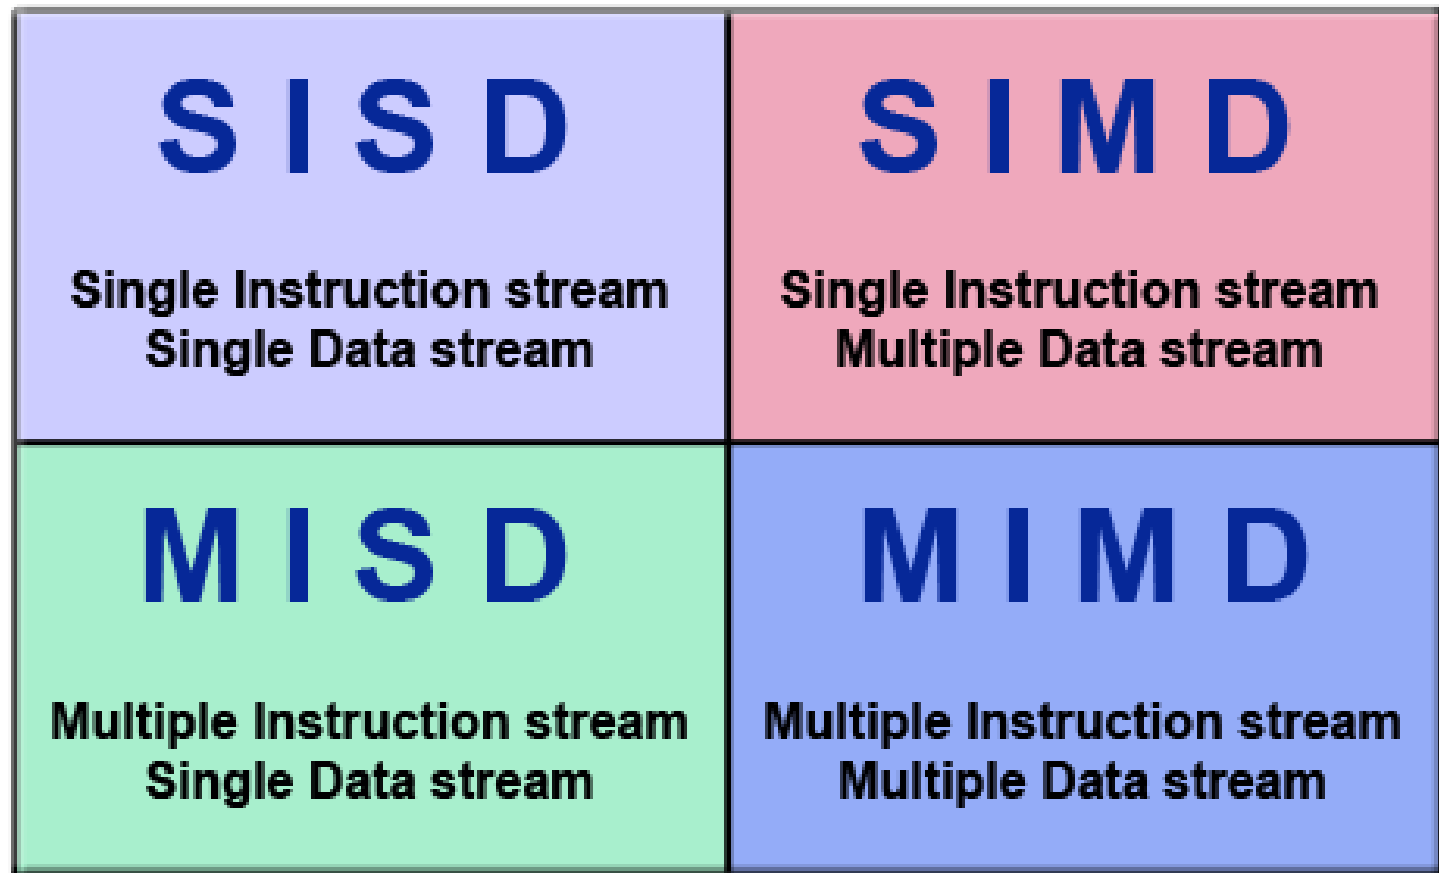 S I S D
Single Instruction stream
Single Data stream
S I M D
Single Instruction stream
Multiple Data stream
M I S D
Multiple Instruction stream
Single Data stream
M I M D
Multiple Instruction stream
Multiple Data stream